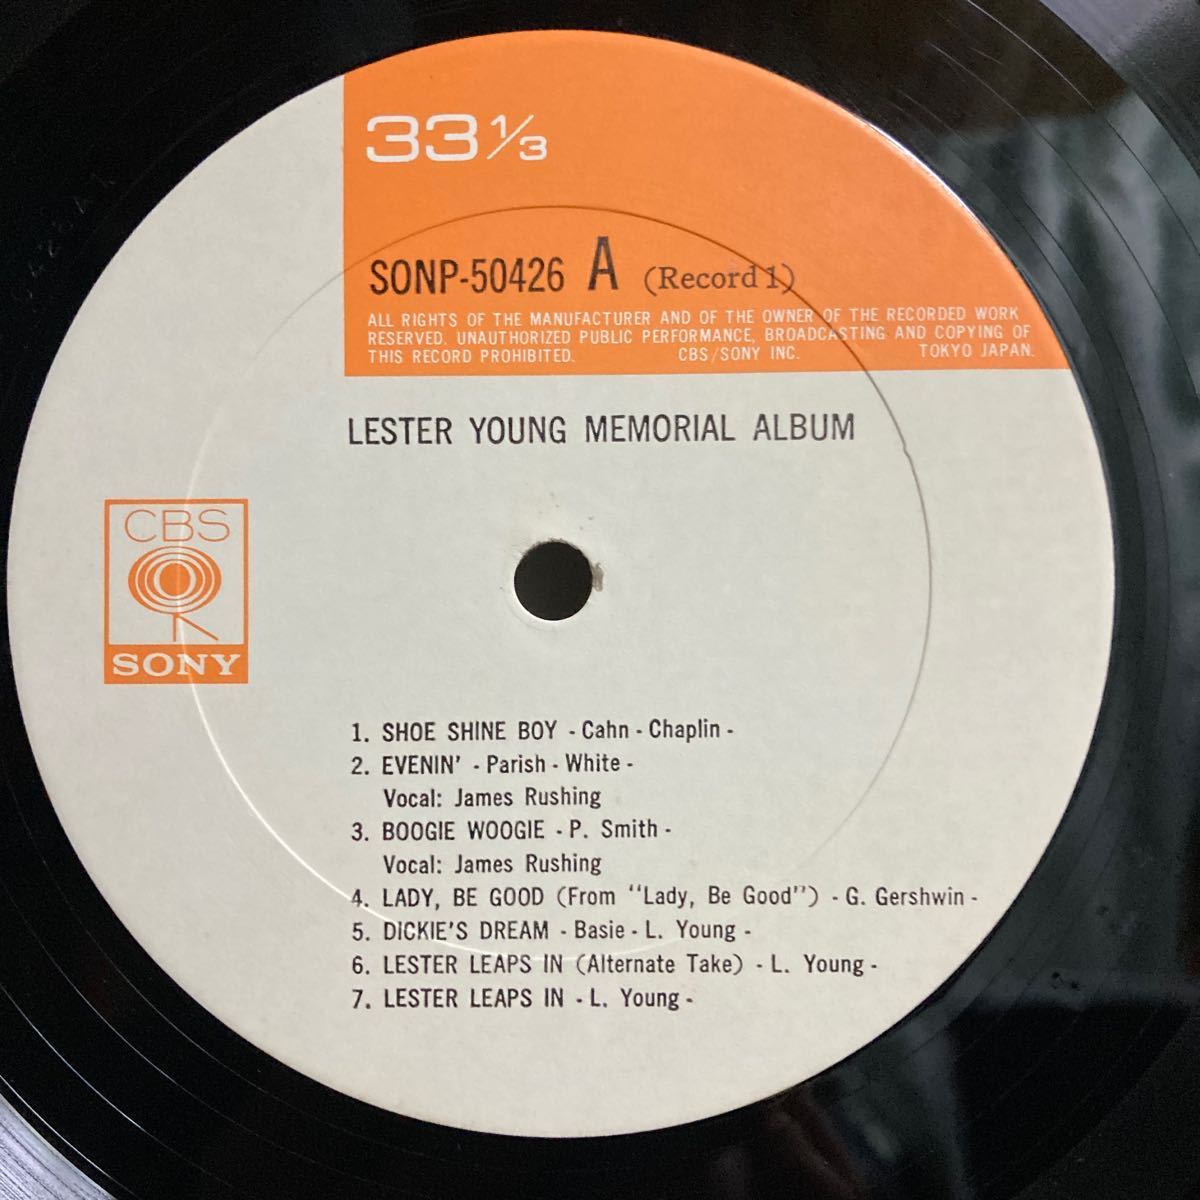 33 1/3
SONP-50426 A (Record 1)
ALL RIGHTS OF THE MANUFACTURER AND OF THE OWNER OF THE RECORDED WORK
RESERVED. UNAUTHORIZED PUBLIC PERFORMANCE, BROADCASTING AND COPYING OF
THIS RECORD PROHIBITED. CBS/SONY INC. TOKYO JAPAN.
LESTER YOUNG MEMORIAL ALBUM
CBS
SONY
1. SHOE SHINE BOY - Cahn - Chaplin -
2. EVENIN' - Parish - White -
Vocal: James Rushing
3. BOOGIE WOOGIE - P. Smith -
Vocal: James Rushing
4. LADY, BE GOOD (From "Lady, Be Good") - G. Gershwin -
5. DICKIE'S DREAM - Basie - L. Young -
6. LESTER LEAPS IN (Alternate Take) - L. Young -
7. LESTER LEAPS IN - L. Young -